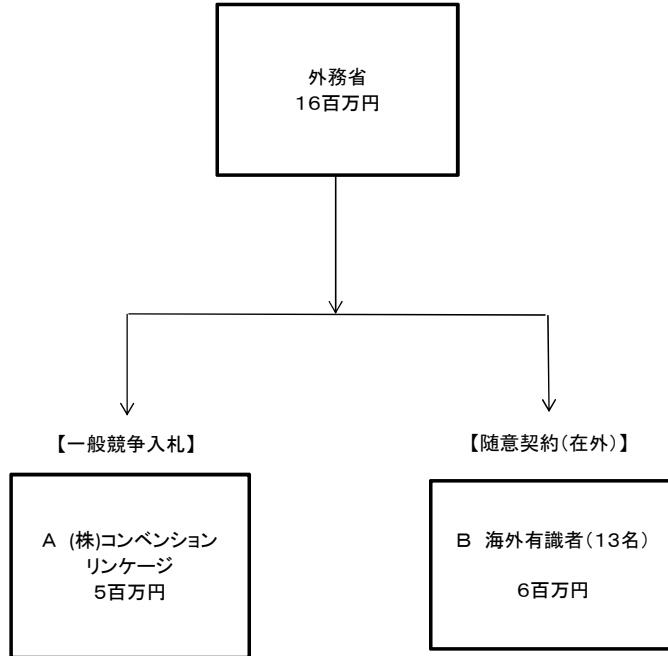 外務省
16百万円
【一般競争入札】
【随意契約(在外)】
A (株)コンベンション
リンケージ
5百万円
B 海外有識者(13名)
6百万円